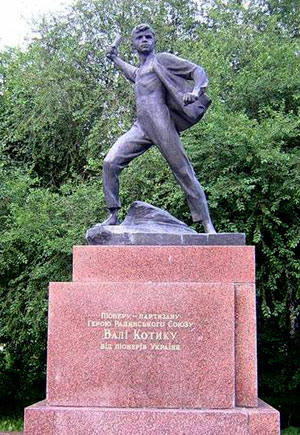 Піонеру – партизану
Герою Радянського Союзу
Валі Котику
від піонерів України